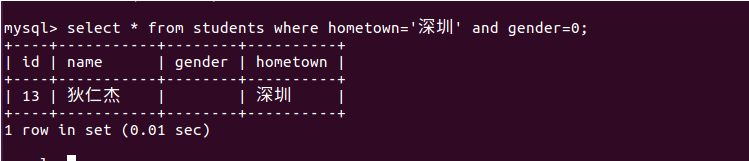 mysql> select * from students where hometown='深圳' and gender=0;
+----+-----------+--------+----------+
| id | name      | gender | hometown |
+----+-----------+--------+----------+
| 13 | 狄仁杰    |        | 深圳     |
+----+-----------+--------+----------+
1 row in set (0.01 sec)